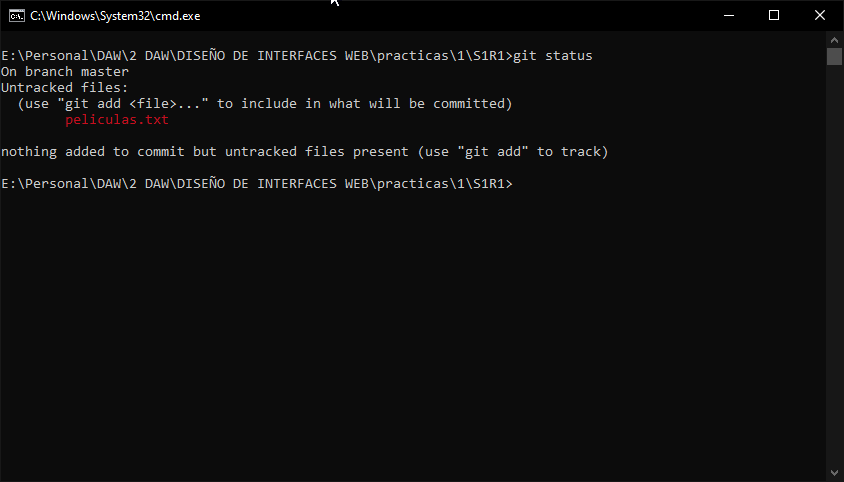 C:\Windows\System32\cmd.exe
E:\Personal\DAW\2 DAW\DISEÑO DE INTERFACES WEB\practicas\1\S1R1>git status
On branch master
Untracked files:
  (use "git add <file>..." to include in what will be committed)
        peliculas.txt
nothing added to commit but untracked files present (use "git add" to track)
E:\Personal\DAW\2 DAW\DISEÑO DE INTERFACES WEB\practicas\1\S1R1>